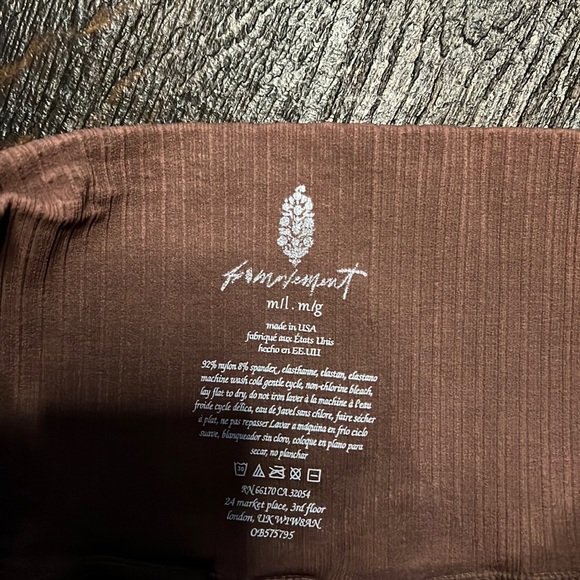 fp movement
m/l . m/g
made in USA
fabriqué aux États Unis
hecho en EE.UU
92% nylon 8% spandex, elasthanne, elastan, elastano
machine wash cold gentle cycle, non-chlorine bleach,
lay flat to dry, do not iron laver à la machine à l'eau
froide cycle delica, eau de Javel sans chlore, faire sécher
à plat, ne pas repasser Lavar a máquina en frío ciclo
suave, blanqueador sin cloro, coloque en plano para
secar, no planchar
30
RN 66170 CA 32054
24 market place, 3rd floor
london, UK W1W8AN
OB575795